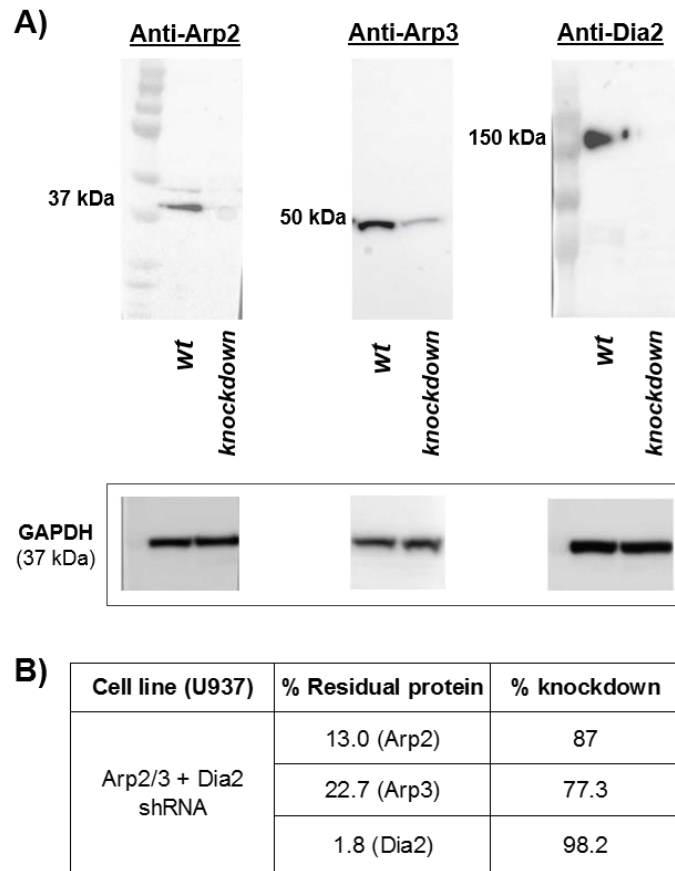 A)
Anti-Arp2 Anti-Arp3 Anti-Dia2
150 kDa
37 kDa
50 kDa
wt knockdown wt knockdown wt knockdown
GAPDH
(37 kDa)
B)
Cell line (U937) % Residual protein % knockdown
Arp2/3 + Dia2
shRNA
13.0 (Arp2) 87
22.7 (Arp3) 77.3
1.8 (Dia2) 98.2